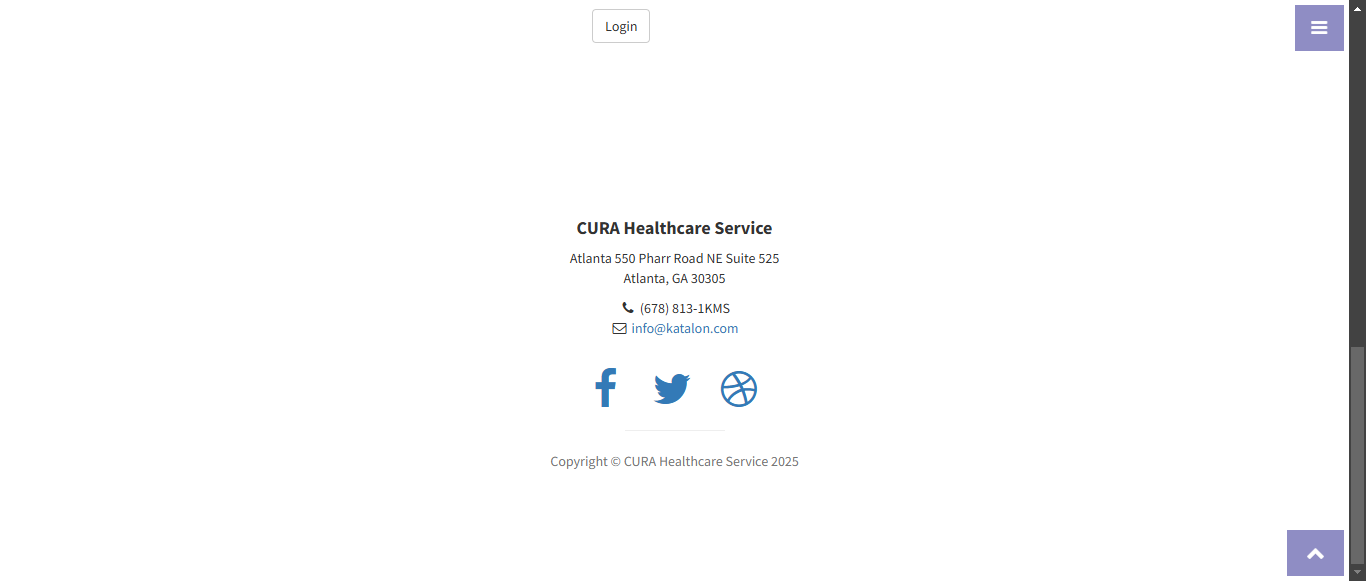 Login
CURA Healthcare Service
Atlanta 550 Pharr Road NE Suite 525
Atlanta, GA 30305
(678) 813-1KMS
info@katalon.com
Copyright © CURA Healthcare Service 2025